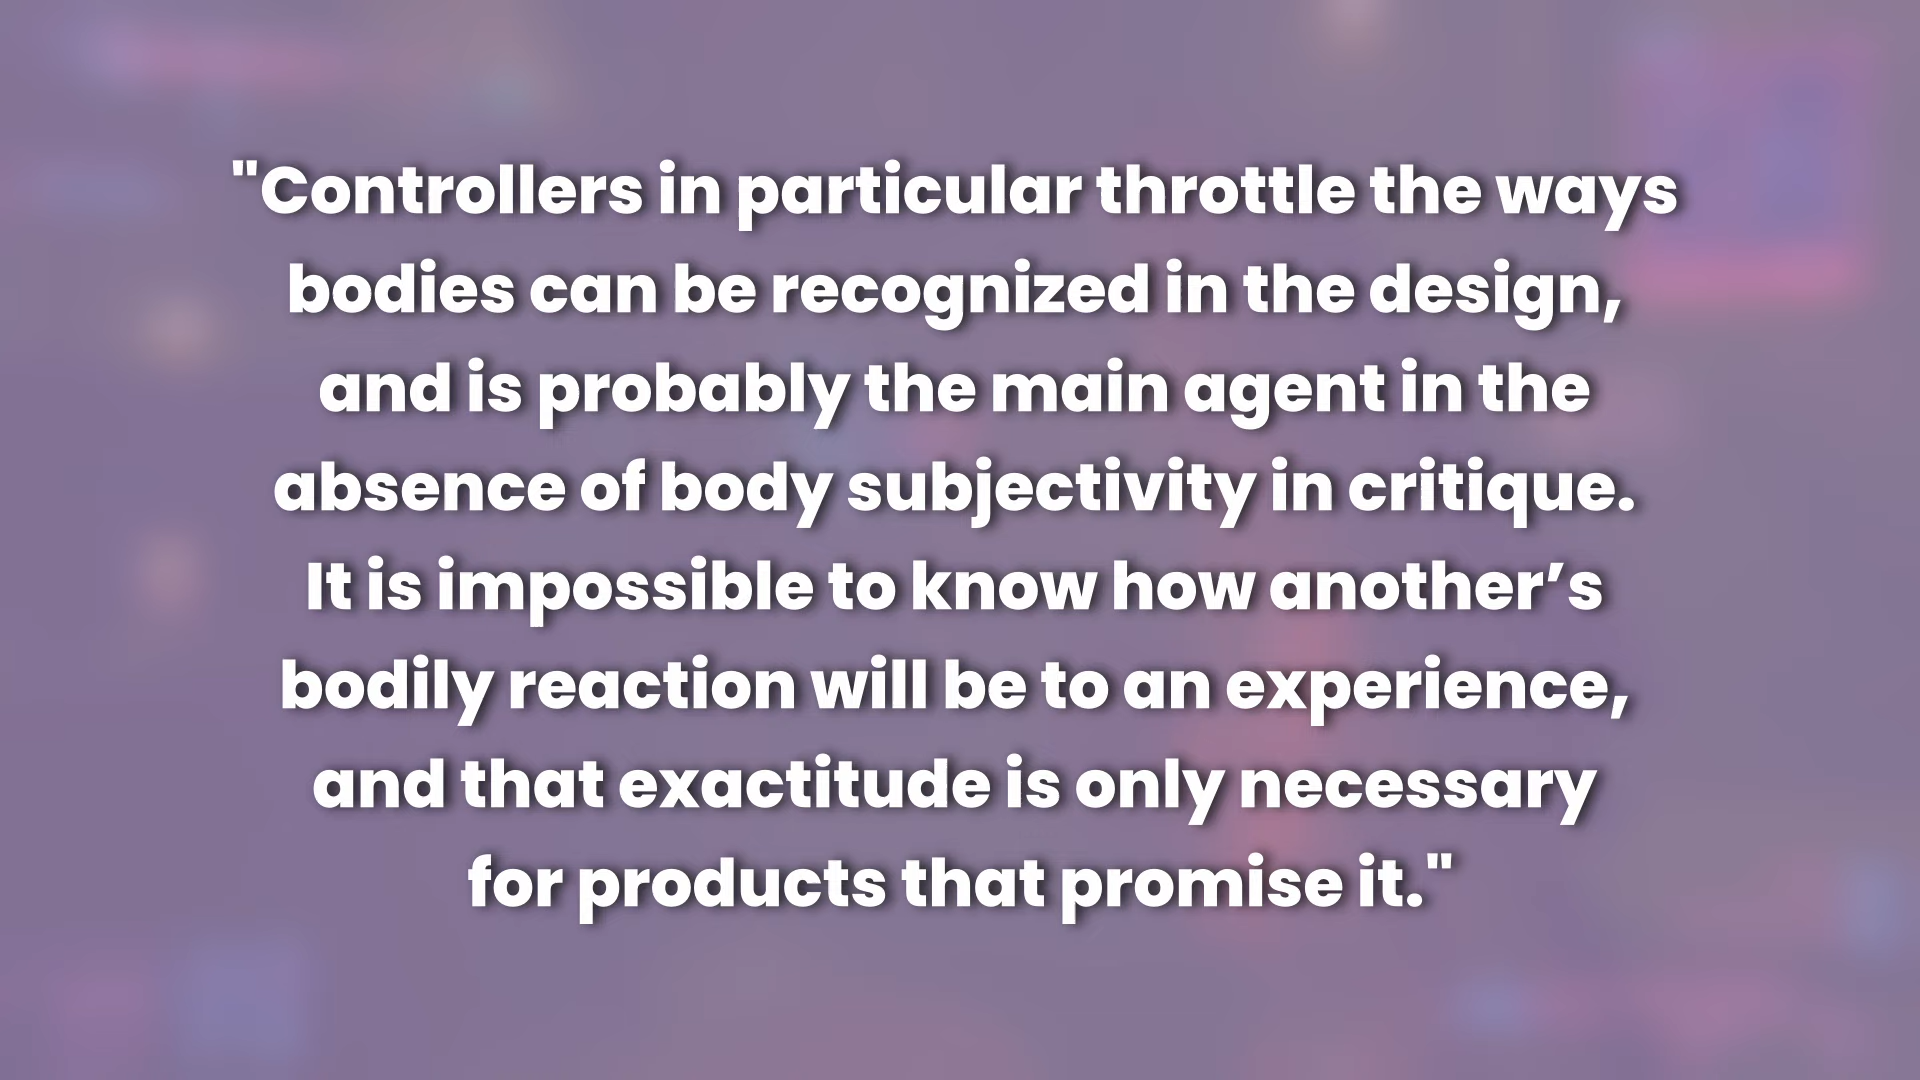 "Controllers in particular throttle the ways
bodies can be recognized in the design,
and is probably the main agent in the
absence of body subjectivity in critique.
It is impossible to know how another’s
bodily reaction will be to an experience,
and that exactitude is only necessary
for products that promise it."